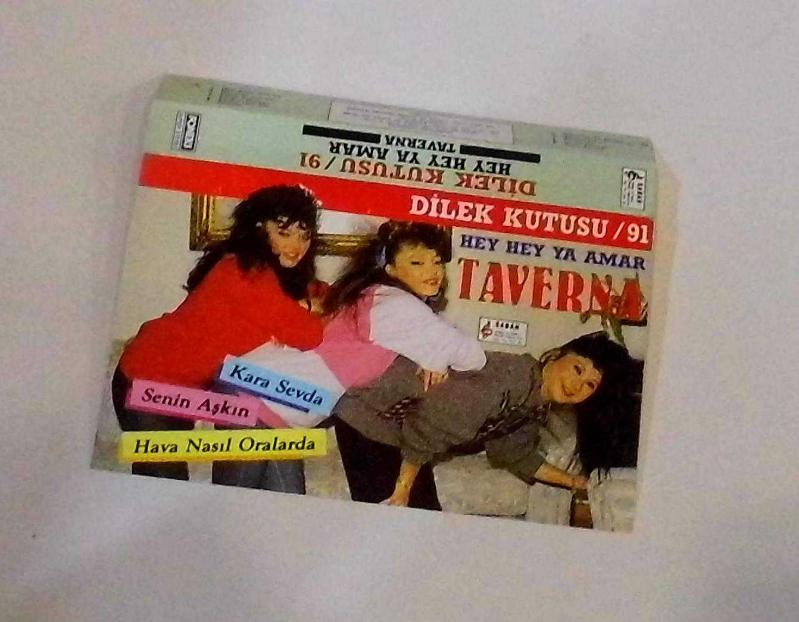 TAVERNA
HEY HEY YA AMAR
DİLEK KUTUSU / 91
DİLEK KUTUSU / 91
HEY HEY YA AMAR
TAVERNA
SABAH
Kara Sevda
Senin Aşkın
Hava Nasıl Oralarda